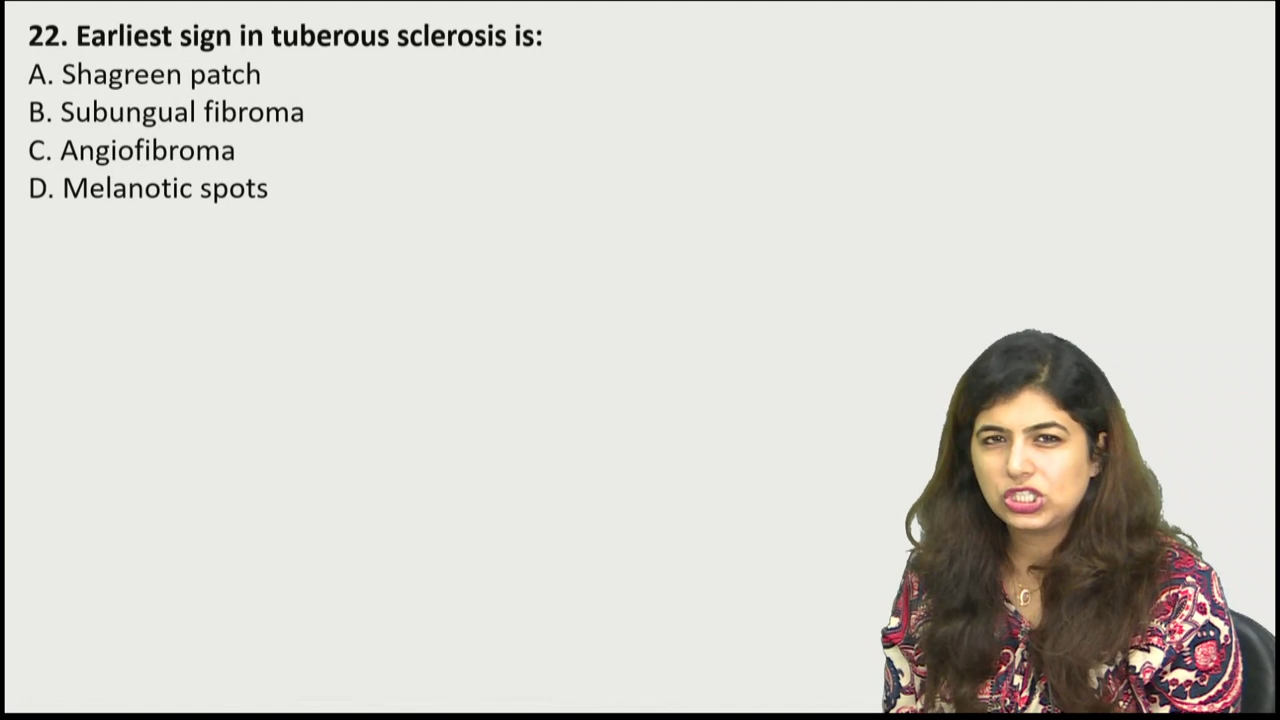 22. Earliest sign in tuberous sclerosis is:
A. Shagreen patch
B. Subungual fibroma
C. Angiofibroma
D. Melanotic spots